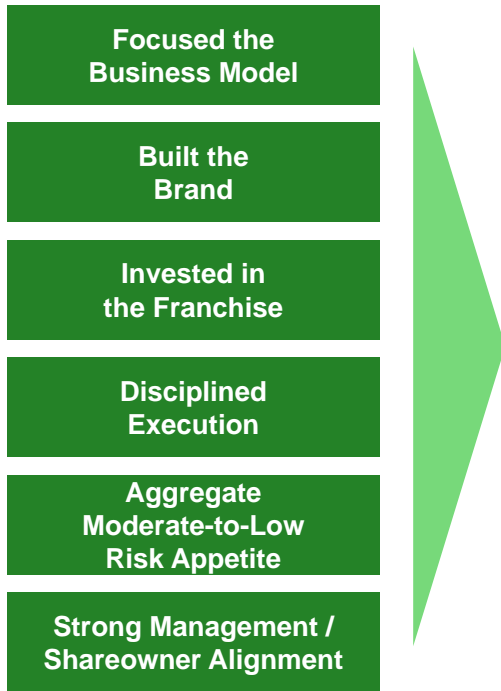 Focused the
Business Model
Built the
Brand
Invested in
the Franchise
Disciplined
Execution
Aggregate
Moderate-to-Low
Risk Appetite
Strong Management /
Shareowner Alignment